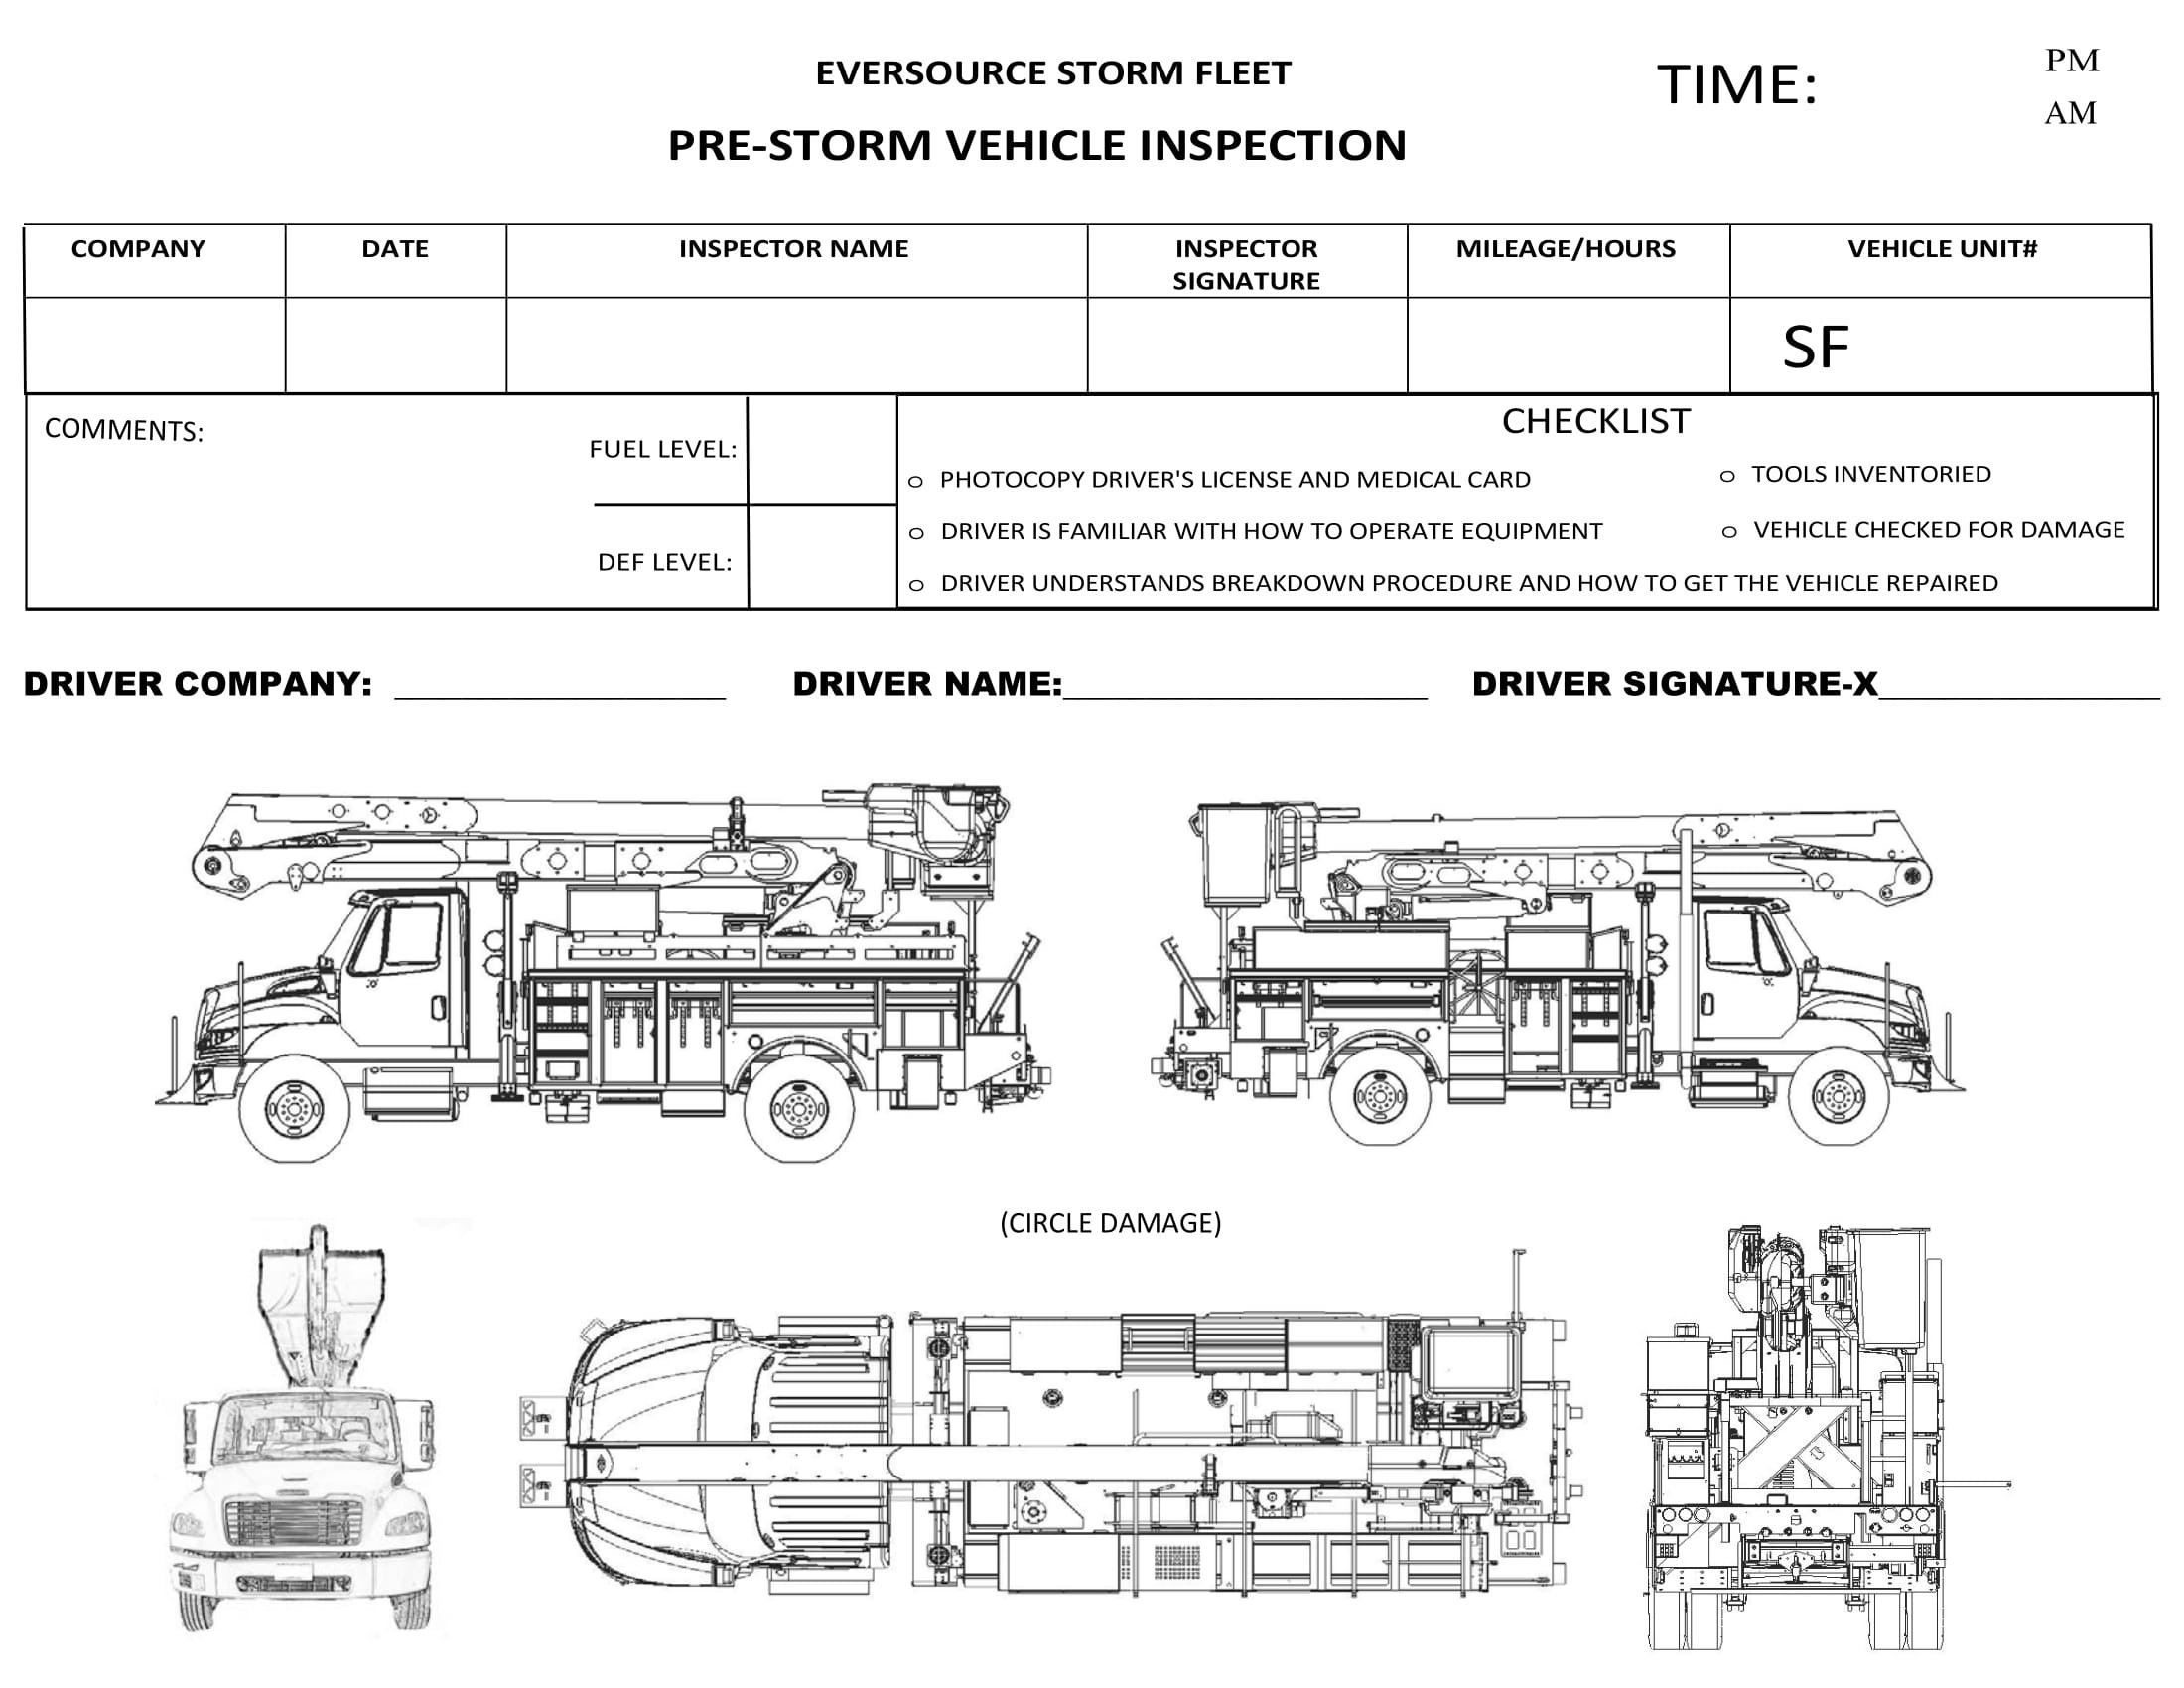 EVERSOURCE STORM FLEET
TIME:
PM
AM
PRE-STORM VEHICLE INSPECTION
COMPANY
DATE
INSPECTOR NAME
INSPECTOR
SIGNATURE
MILEAGE/HOURS
VEHICLE UNIT#
SF
COMMENTS:
FUEL LEVEL:
DEF LEVEL:
CHECKLIST
o PHOTOCOPY DRIVER'S LICENSE AND MEDICAL CARD
o TOOLS INVENTORIED
o DRIVER IS FAMILIAR WITH HOW TO OPERATE EQUIPMENT
o VEHICLE CHECKED FOR DAMAGE
o DRIVER UNDERSTANDS BREAKDOWN PROCEDURE AND HOW TO GET THE VEHICLE REPAIRED
DRIVER COMPANY: __________________
DRIVER NAME:____________________
DRIVER SIGNATURE-X_______________
(CIRCLE DAMAGE)